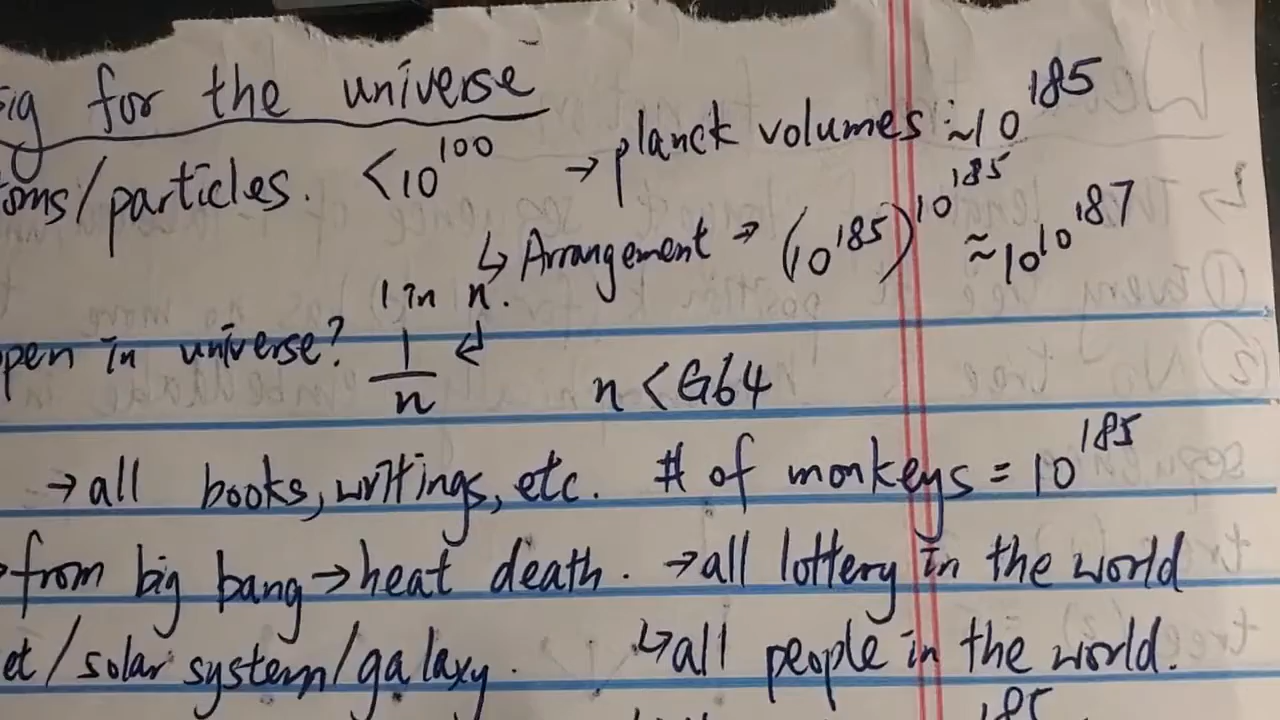 for the universe
/particles. <10^100 → planck volumes : ~10^185
↳ Arrangement → (10^185)^10^185 ≈ 10^10^187
1 in n.
in universe? 1/n
n < G64
→ all books, writings, etc. # of monkeys = 10^185
from big bang → heat death. → all lottery in the world
/solar system/galaxy. ↳ all people in the world.
185